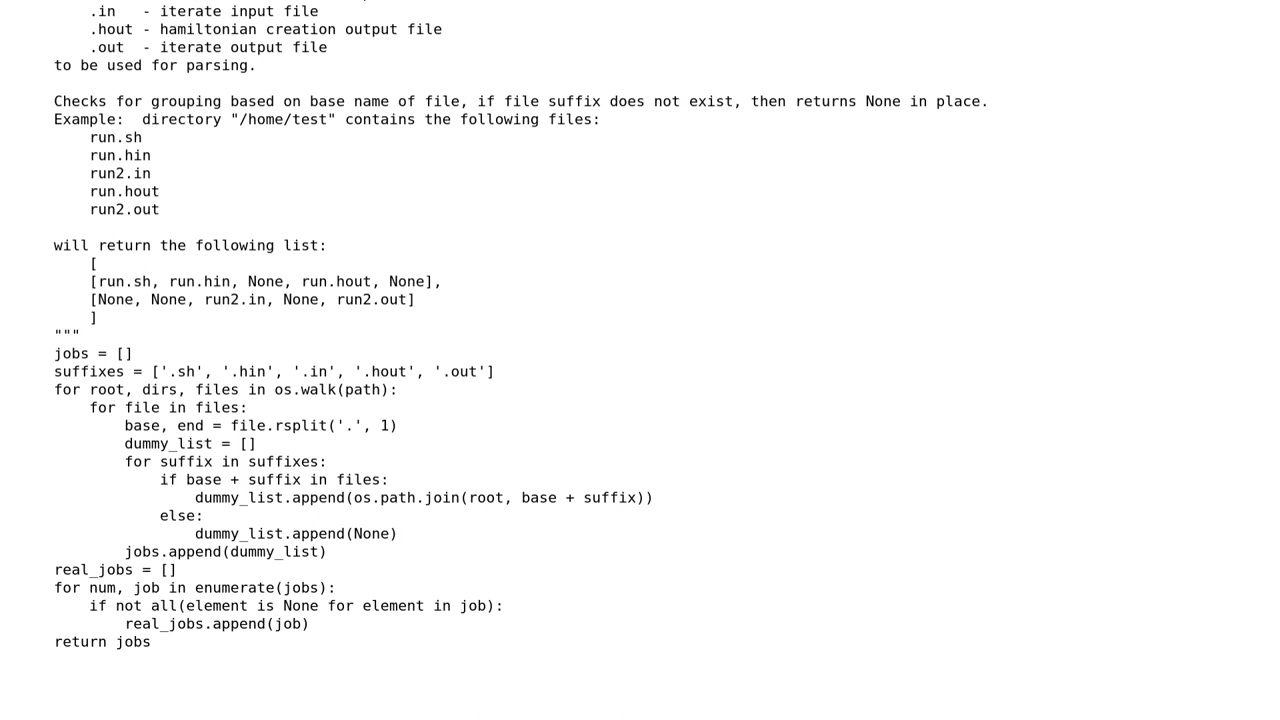 .in   - iterate input file
    .hout - hamiltonian creation output file
    .out  - iterate output file
to be used for parsing.

Checks for grouping based on base name of file, if file suffix does not exist, then returns None in place.
Example:  directory "/home/test" contains the following files:
    run.sh
    run.hin
    run2.in
    run.hout
    run2.out

will return the following list:
    [
    [run.sh, run.hin, None, run.hout, None],
    [None, None, run2.in, None, run2.out]
    ]
"""
jobs = []
suffixes = ['.sh', '.hin', '.in', '.hout', '.out']
for root, dirs, files in os.walk(path):
    for file in files:
        base, end = file.rsplit('.', 1)
        dummy_list = []
        for suffix in suffixes:
            if base + suffix in files:
                dummy_list.append(os.path.join(root, base + suffix))
            else:
                dummy_list.append(None)
        jobs.append(dummy_list)
real_jobs = []
for num, job in enumerate(jobs):
    if not all(element is None for element in job):
        real_jobs.append(job)
return jobs